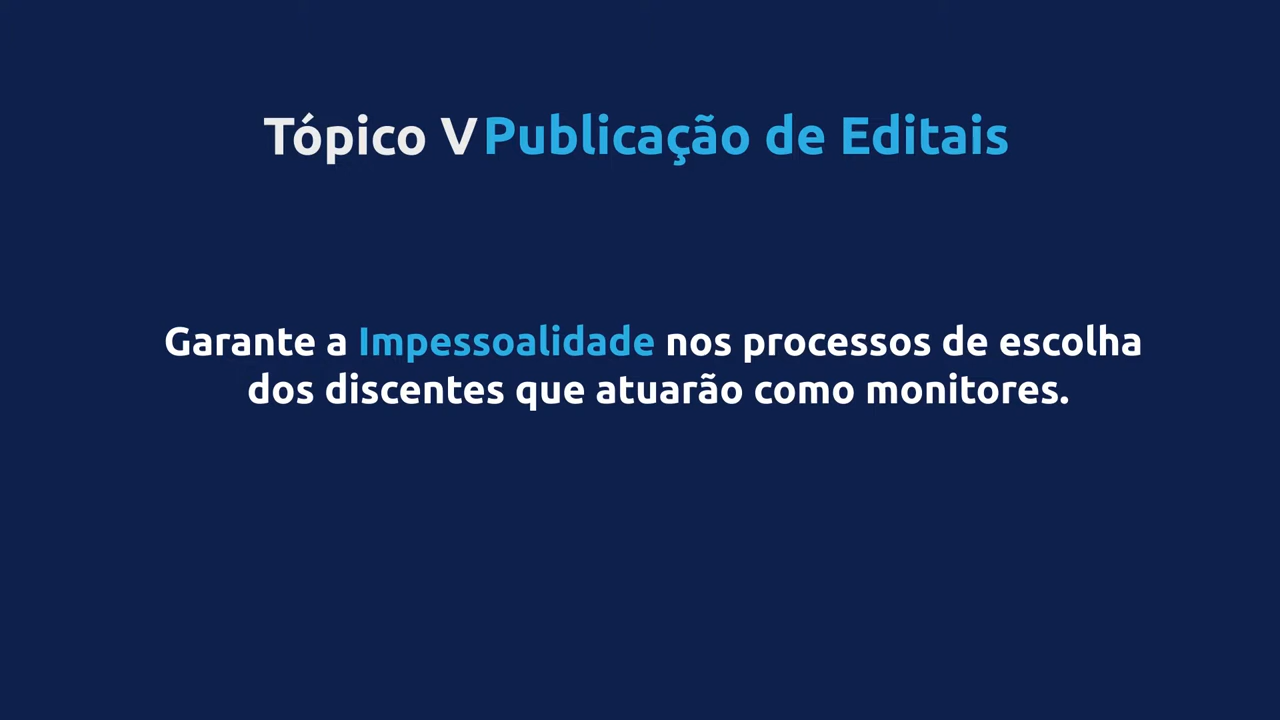 Tópico V Publicação de Editais
Garante a Impessoalidade nos processos de escolha
dos discentes que atuarão como monitores.